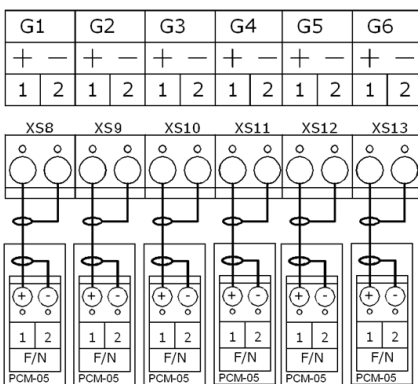 G1 G2 G3 G4 G5 G6
+ − + − + − + − + − + −
1 2 1 2 1 2 1 2 1 2 1 2
XS8 XS9 XS10 XS11 XS12 XS13
+ - + - + - + - + - + -
1 2 1 2 1 2 1 2 1 2 1 2
F/N F/N F/N F/N F/N F/N
PCM-05 PCM-05 PCM-05 PCM-05 PCM-05 PCM-05